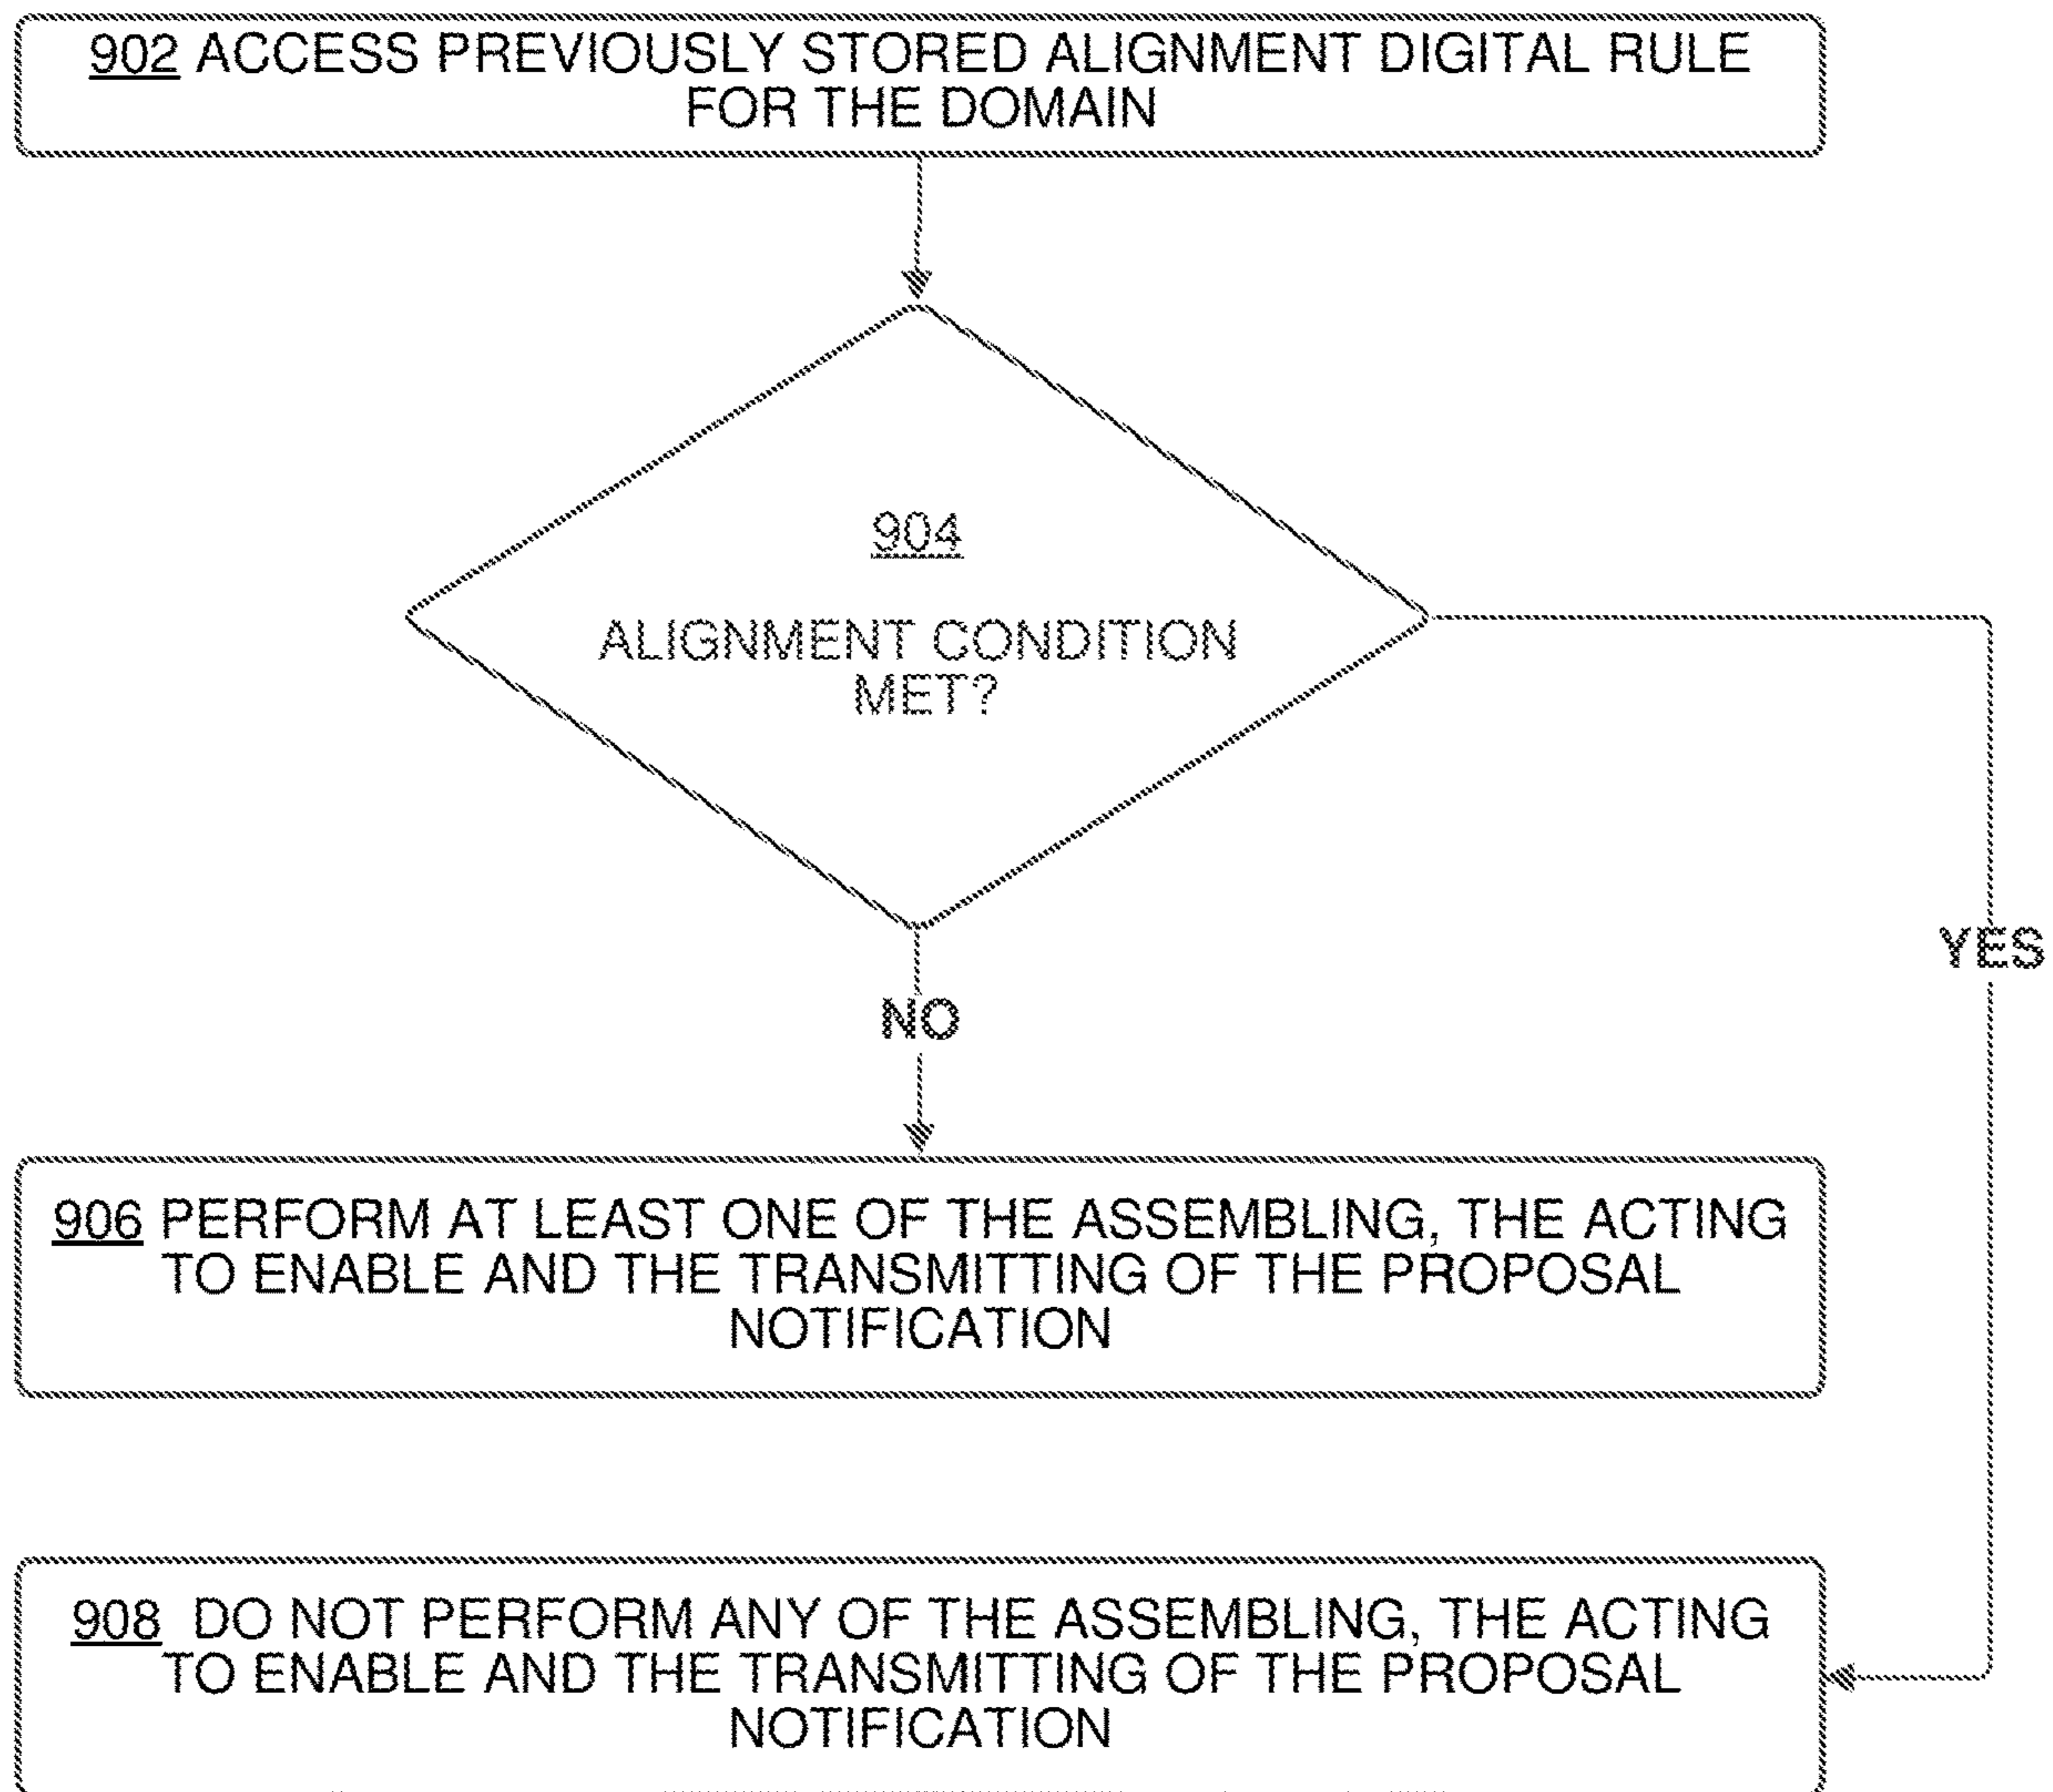 902 ACCESS PREVIOUSLY STORED ALIGNMENT DIGITAL RULE
FOR THE DOMAIN
904
ALIGNMENT CONDITION
MET?
YES
NO
906 PERFORM AT LEAST ONE OF THE ASSEMBLING, THE ACTING
TO ENABLE AND THE TRANSMITTING OF THE PROPOSAL
NOTIFICATION
908 DO NOT PERFORM ANY OF THE ASSEMBLING, THE ACTING
TO ENABLE AND THE TRANSMITTING OF THE PROPOSAL
NOTIFICATION